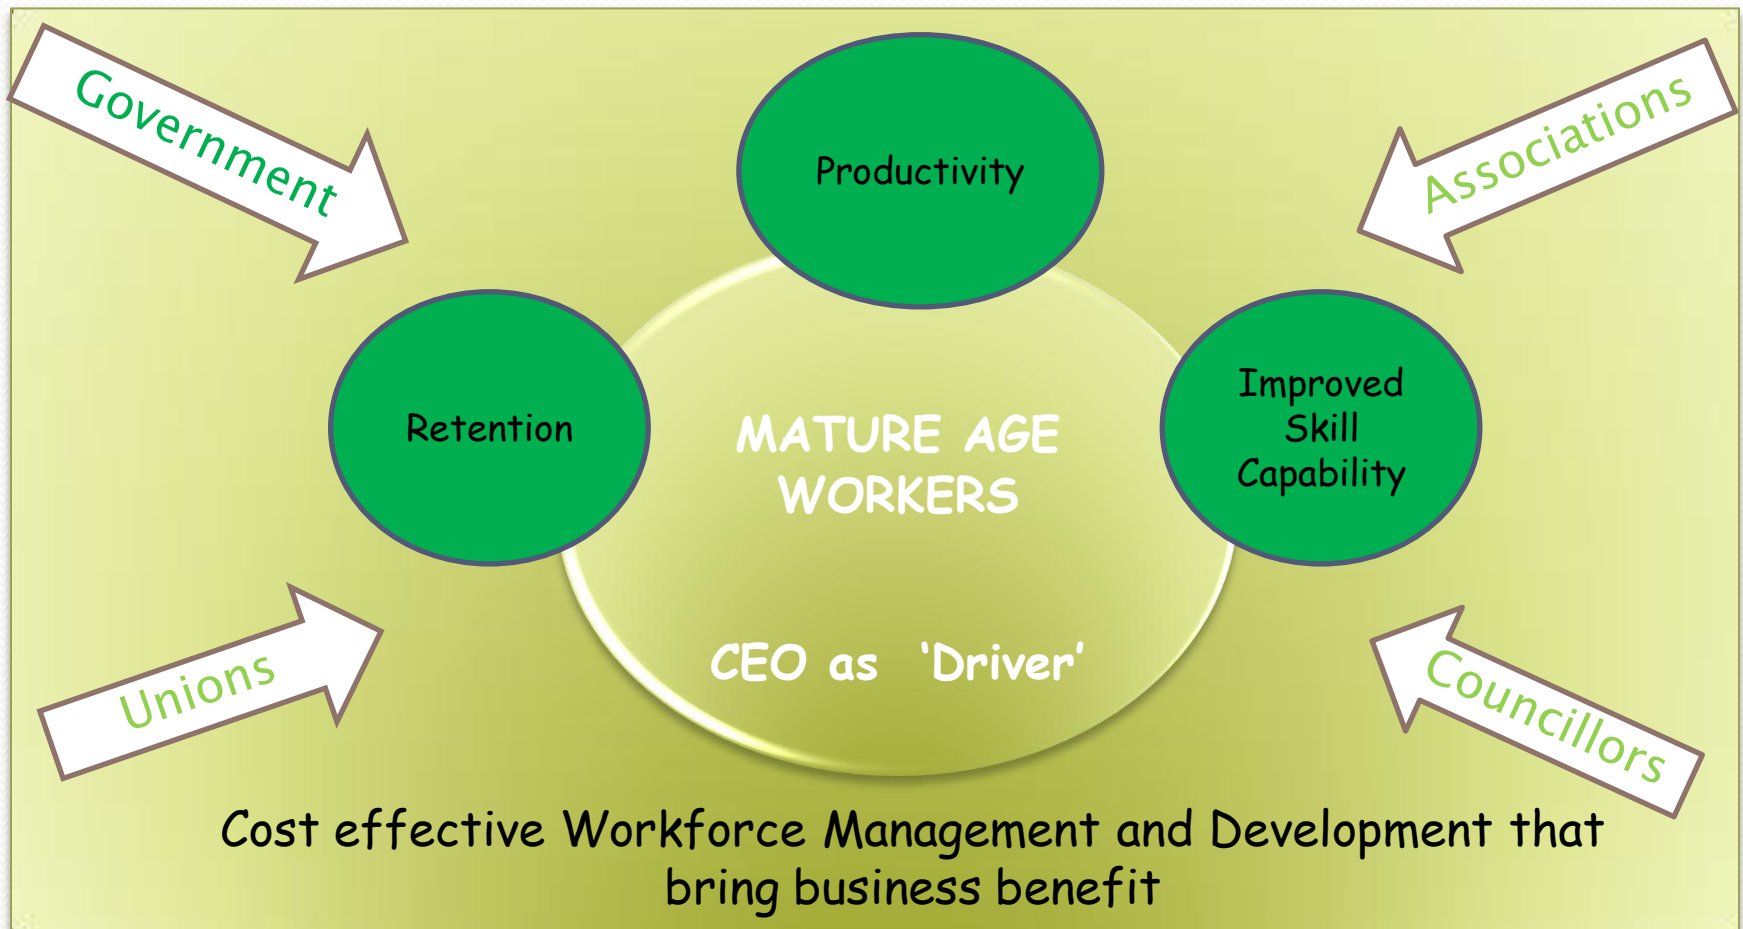 Government
Associations
Productivity
Retention
Improved
Skill
Capability
MATURE AGE
WORKERS
CEO as ‘Driver’
Unions
Councillors
Cost effective Workforce Management and Development that
bring business benefit